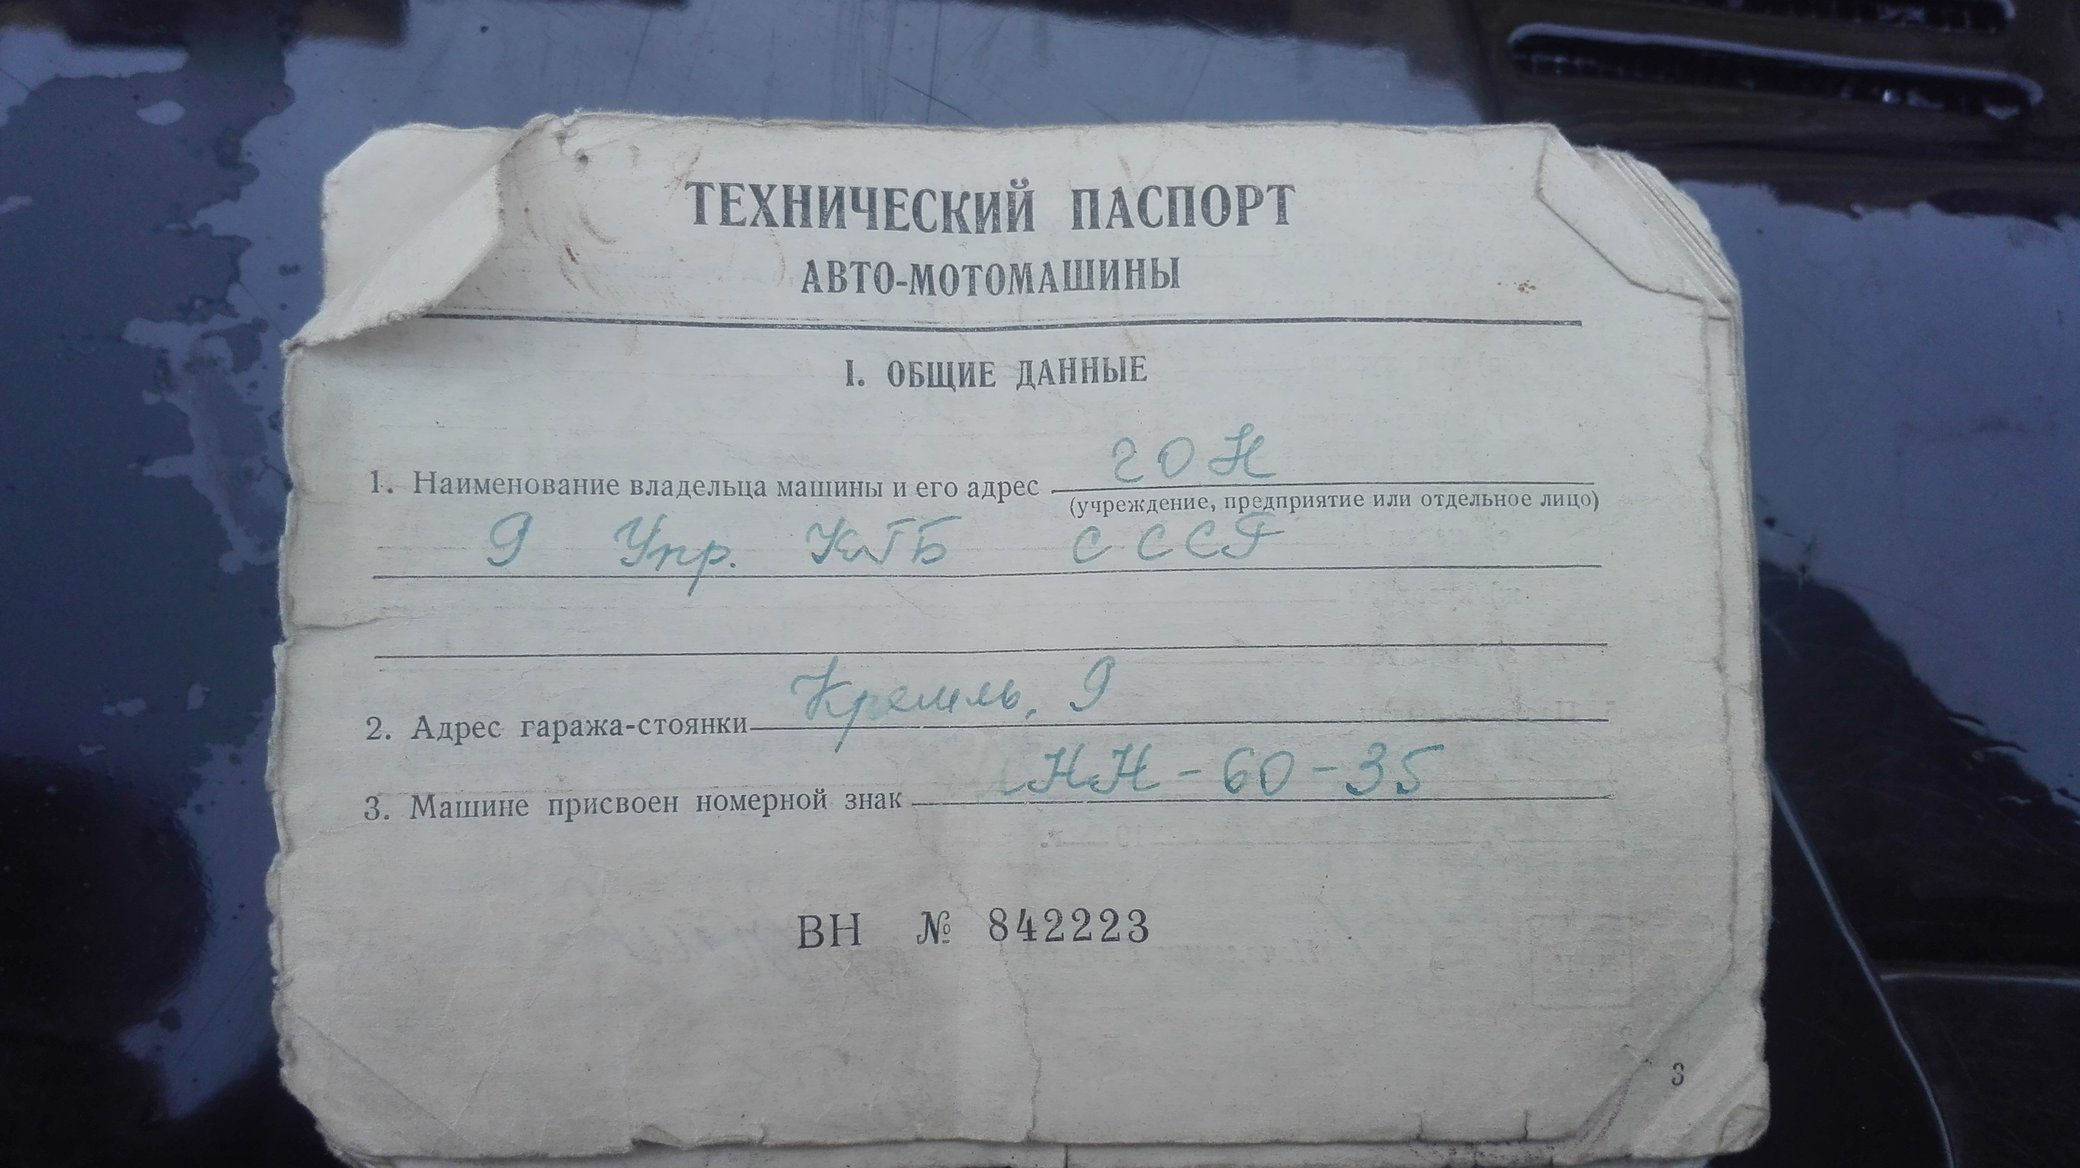 ТЕХНИЧЕСКИЙ ПАСПОРТ
АВТО-МОТОМАШИНЫ
I. ОБЩИЕ ДАННЫЕ
1. Наименование владельца машины и его адрес гОН
(учреждение, предприятие или отдельное лицо)
9 Упр. КГБ СССР
2. Адрес гаража-стоянки Кремль, 9
3. Машине присвоен номерной знак НН-60-35
ВН № 842223
3